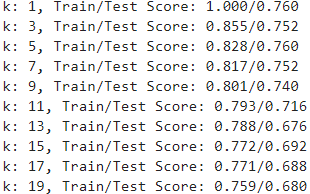 k: 1, Train/Test Score: 1.000/0.760
k: 3, Train/Test Score: 0.855/0.752
k: 5, Train/Test Score: 0.828/0.760
k: 7, Train/Test Score: 0.817/0.752
k: 9, Train/Test Score: 0.801/0.740
k: 11, Train/Test Score: 0.793/0.716
k: 13, Train/Test Score: 0.788/0.676
k: 15, Train/Test Score: 0.772/0.692
k: 17, Train/Test Score: 0.771/0.688
k: 19, Train/Test Score: 0.759/0.680